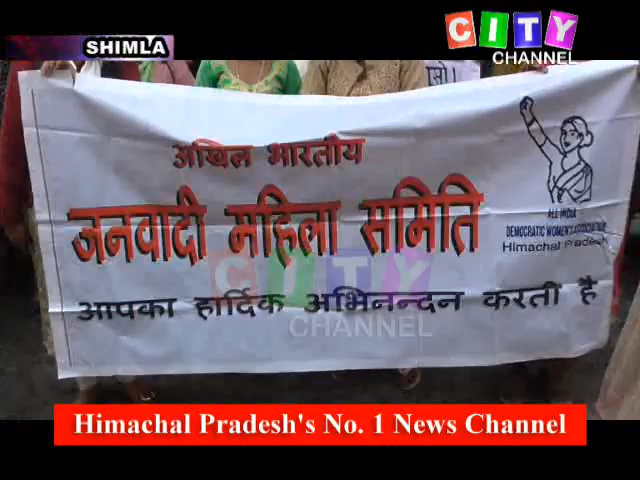 SHIMLA
CITY
CHANNEL
अखिल भारतीय
जनवादी महिला समिति
ALL INDIA
DEMOCRATIC WOMEN'S ASSOCIATION
Himachal Pradesh
आपका हार्दिक अभिनन्दन करती है
CITY
CHANNEL
Himachal Pradesh's No. 1 News Channel